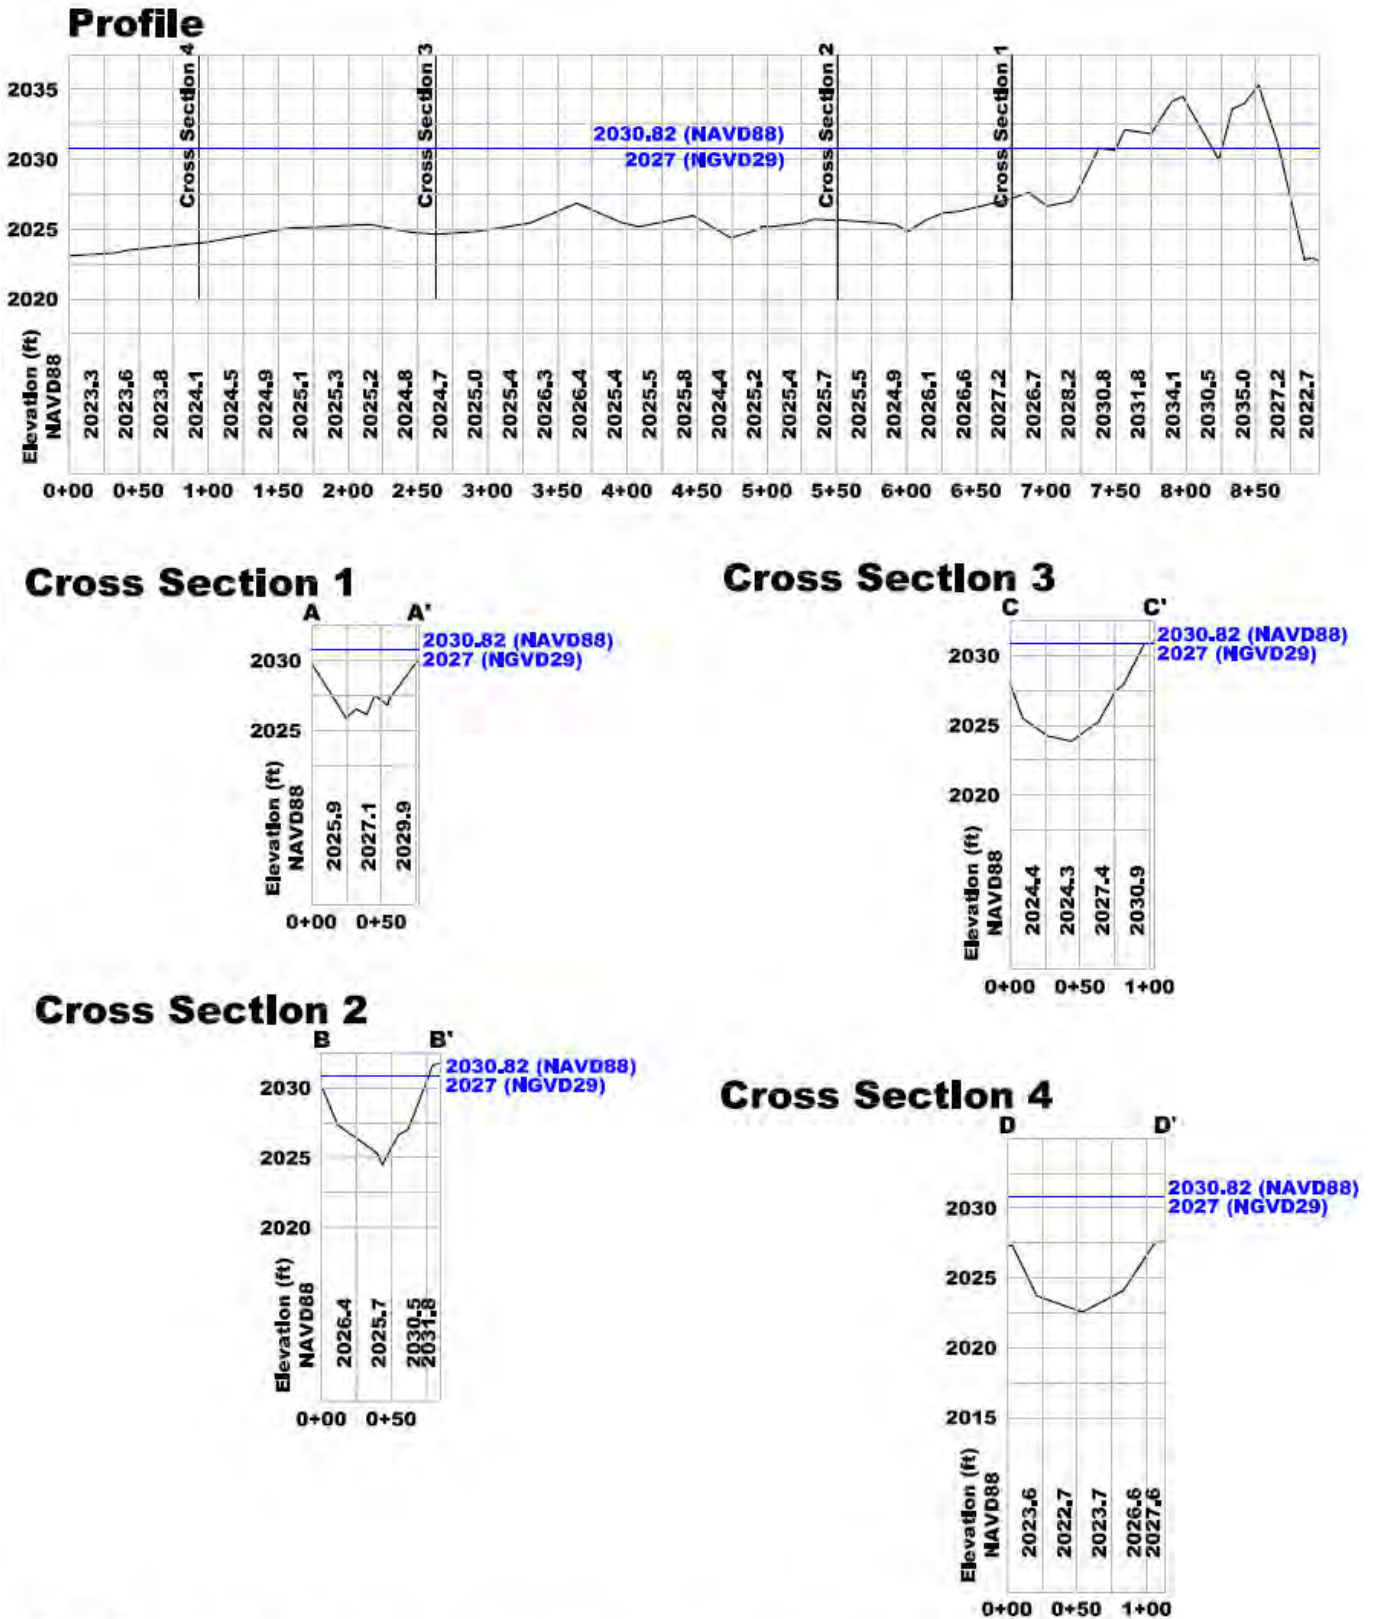 Profile
Cross Section 4
Cross Section 3
Cross Section 2
Cross Section 1
2035
2030
2025
2020
2030.82 (NAVD88)
2027 (NGVD29)
Elevation (ft)
NAVD88
2023.3 2023.6 2023.8 2024.1 2024.5 2024.9 2025.1 2025.3 2025.2 2024.8 2024.7 2025.0 2025.4 2026.3 2026.4 2025.4 2025.5 2025.8 2024.4 2025.2 2025.4 2025.7 2025.5 2024.9 2026.1 2026.6 2027.2 2026.7 2028.2 2030.8 2031.8 2034.1 2030.5 2035.0 2027.2 2022.7
0+00 0+50 1+00 1+50 2+00 2+50 3+00 3+50 4+00 4+50 5+00 5+50 6+00 6+50 7+00 7+50 8+00 8+50
Cross Section 1
A A'
2030.82 (NAVD88)
2027 (NGVD29)
2030
2025
Elevation (ft)
NAVD88
2025.9 2027.1 2029.9
0+00 0+50
Cross Section 3
C C'
2030.82 (NAVD88)
2027 (NGVD29)
2030
2025
2020
Elevation (ft)
NAVD88
2024.4 2024.3 2027.4 2030.9
0+00 0+50 1+00
Cross Section 2
B B'
2030.82 (NAVD88)
2027 (NGVD29)
2030
2025
2020
Elevation (ft)
NAVD88
2026.4 2025.7 2030.5 2031.8
0+00 0+50
Cross Section 4
D D'
2030.82 (NAVD88)
2027 (NGVD29)
2030
2025
2020
2015
Elevation (ft)
NAVD88
2023.6 2022.7 2023.7 2026.6 2027.6
0+00 0+50 1+00